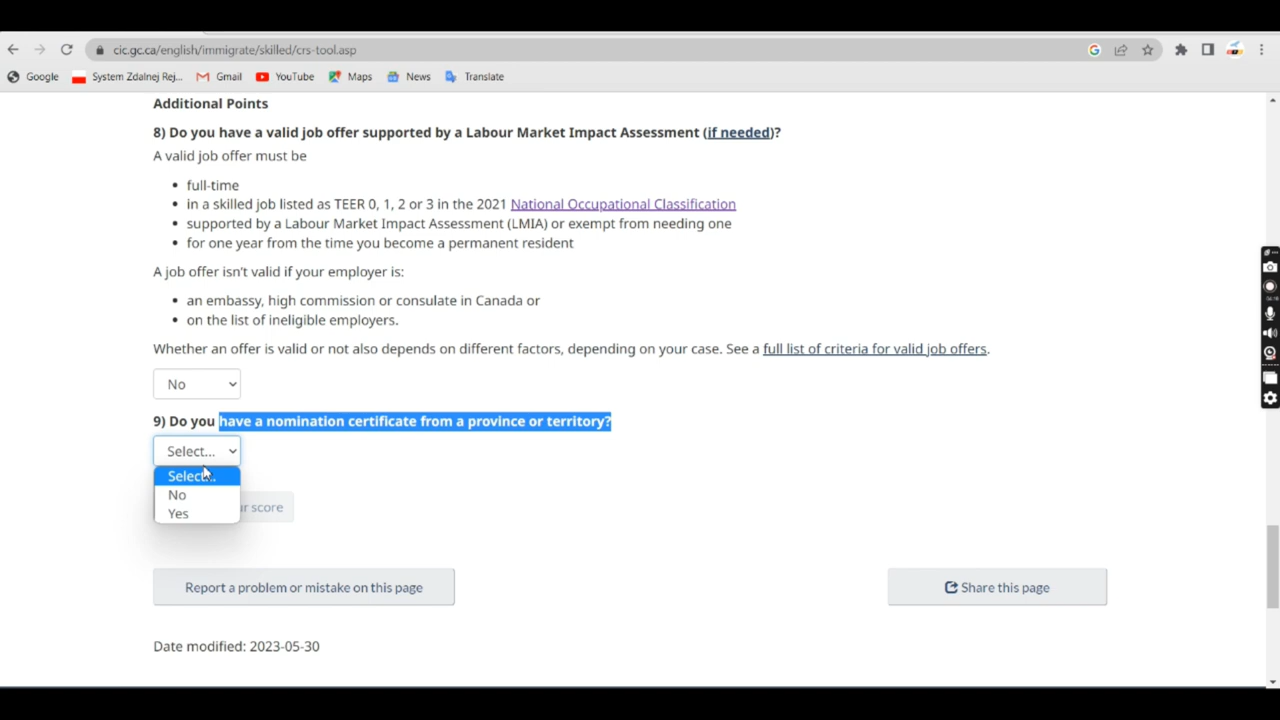 cic.gc.ca/english/immigrate/skilled/crs-tool.asp
Google System Zdalnej Rej... Gmail YouTube Maps News Translate
Additional Points
8) Do you have a valid job offer supported by a Labour Market Impact Assessment (if needed)?
A valid job offer must be
• full-time
• in a skilled job listed as TEER 0, 1, 2 or 3 in the 2021 National Occupational Classification
• supported by a Labour Market Impact Assessment (LMIA) or exempt from needing one
• for one year from the time you become a permanent resident
A job offer isn't valid if your employer is:
• an embassy, high commission or consulate in Canada or
• on the list of ineligible employers.
Whether an offer is valid or not also depends on different factors, depending on your case. See a full list of criteria for valid job offers.
No
9) Do you have a nomination certificate from a province or territory?
Select...
Select...
No
Yes
score
Report a problem or mistake on this page
Share this page
Date modified: 2023-05-30